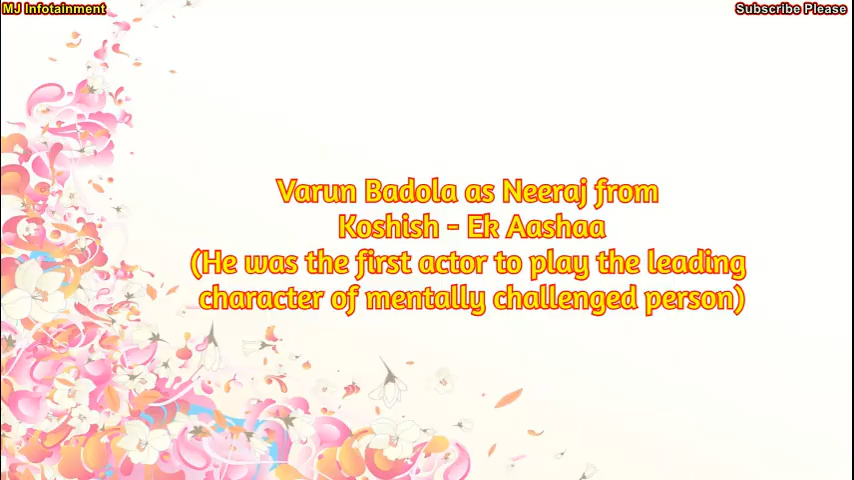 MJ Infotainment
Subscribe Please
Varun Badola as Neeraj from
Koshish - Ek Aashaa
(He was the first actor to play the leading
character of mentally challenged person)